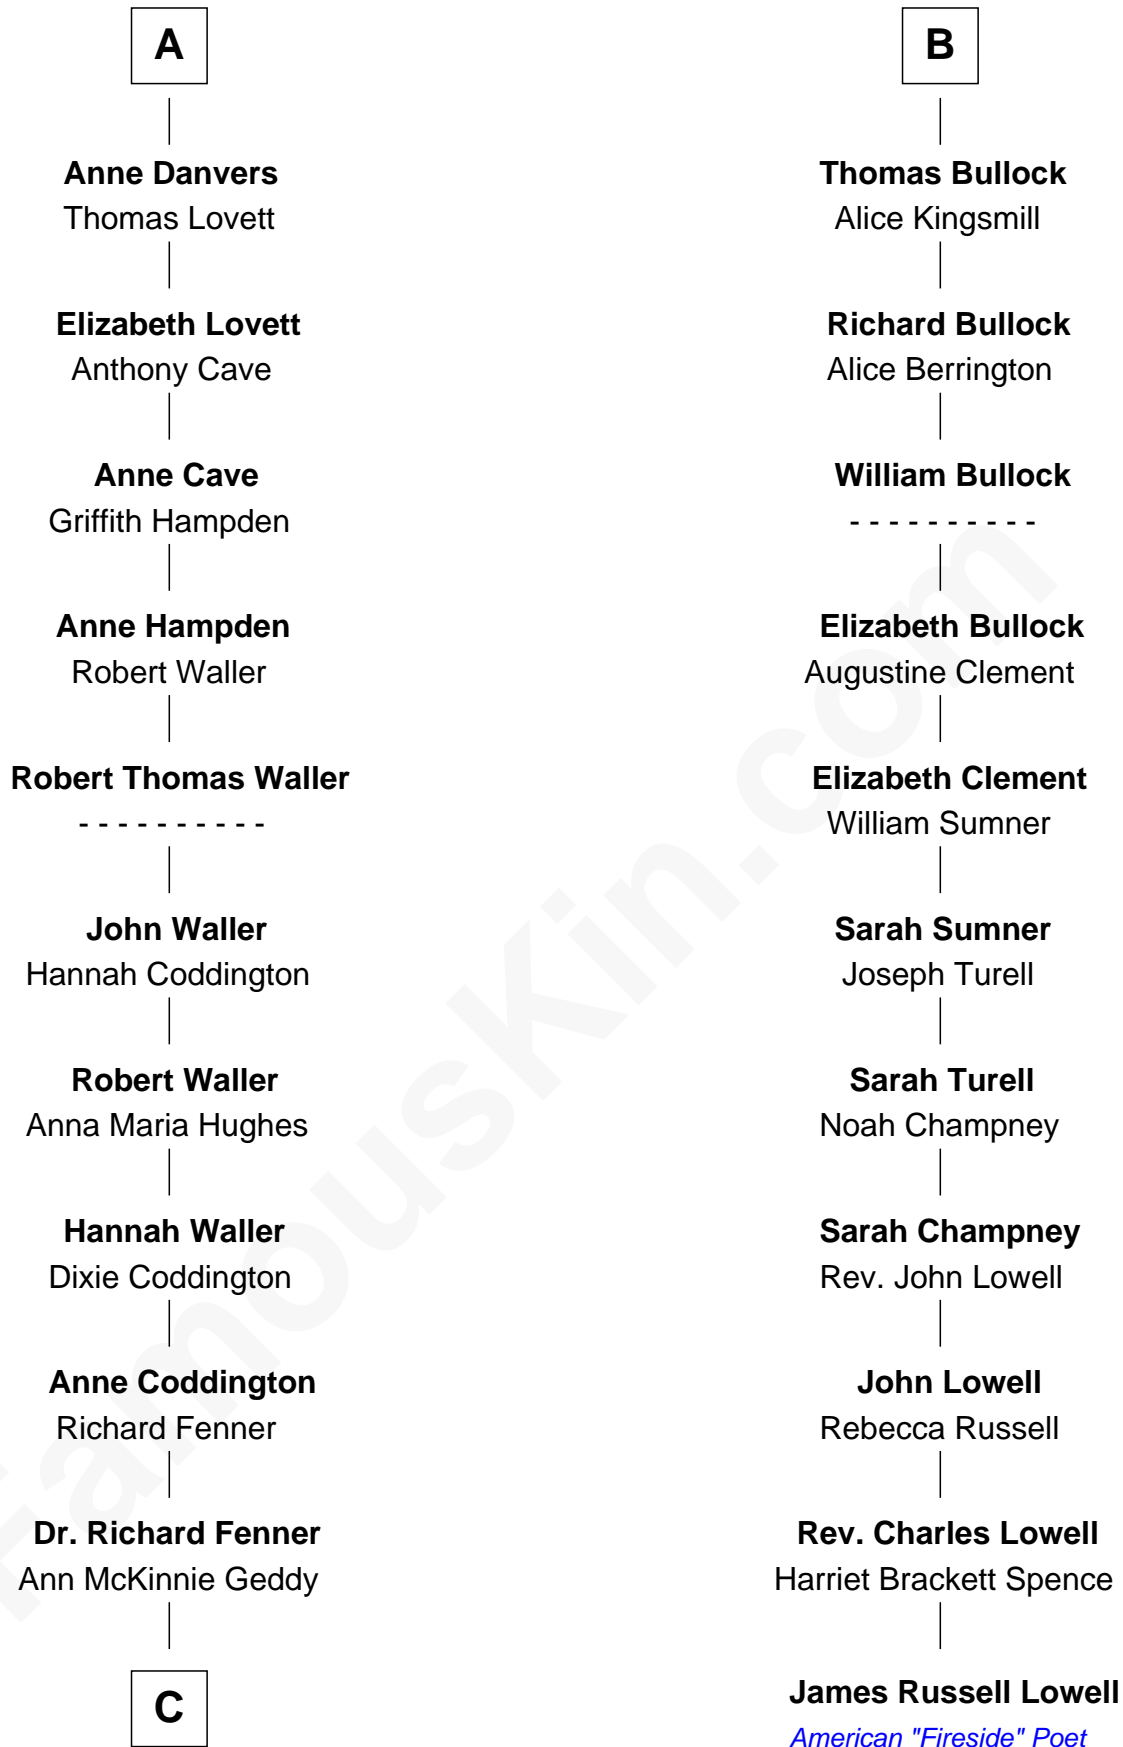 A
Anne Danvers
Thomas Lovett
Elizabeth Lovett
Anthony Cave
Anne Cave
Griffith Hampden
Anne Hampden
Robert Waller
Robert Thomas Waller
- - - - - - - - - -
John Waller
Hannah Coddington
Robert Waller
Anna Maria Hughes
Hannah Waller
Dixie Coddington
Anne Coddington
Richard Fenner
Dr. Richard Fenner
Ann McKinnie Geddy
C
B
Thomas Bullock
Alice Kingsmill
Richard Bullock
Alice Berrington
William Bullock
- - - - - - - - - -
Elizabeth Bullock
Augustine Clement
Elizabeth Clement
William Sumner
Sarah Sumner
Joseph Turell
Sarah Turell
Noah Champney
Sarah Champney
Rev. John Lowell
John Lowell
Rebecca Russell
Rev. Charles Lowell
Harriet Brackett Spence
James Russell Lowell
American "Fireside" Poet
FamousKin.com